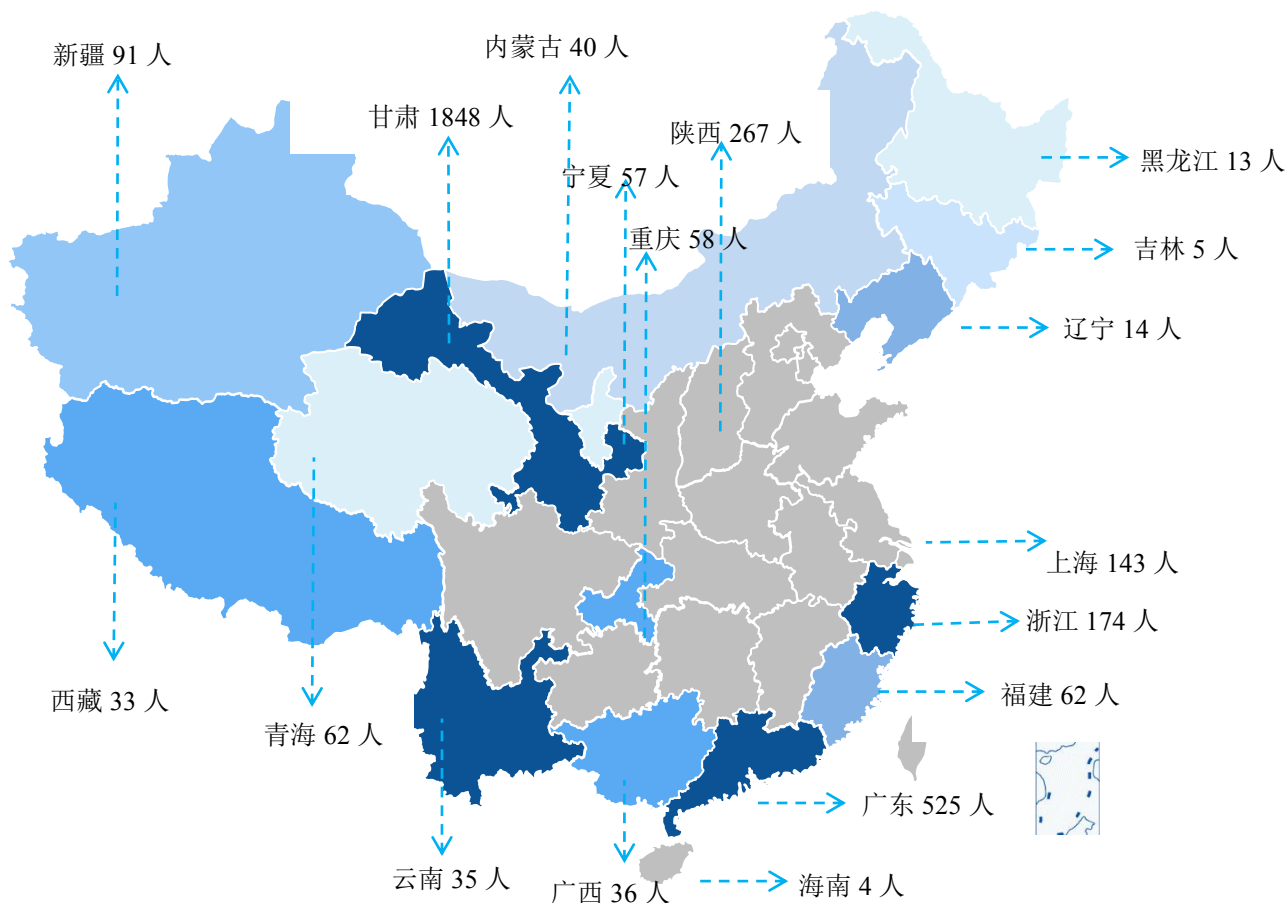 新疆 91 人
内蒙古 40 人
甘肃 1848 人
陕西 267 人
黑龙江 13 人
宁夏 57 人
重庆 58 人
吉林 5 人
辽宁 14 人
上海 143 人
浙江 174 人
西藏 33 人
福建 62 人
青海 62 人
广东 525 人
云南 35 人
广西 36 人
海南 4 人